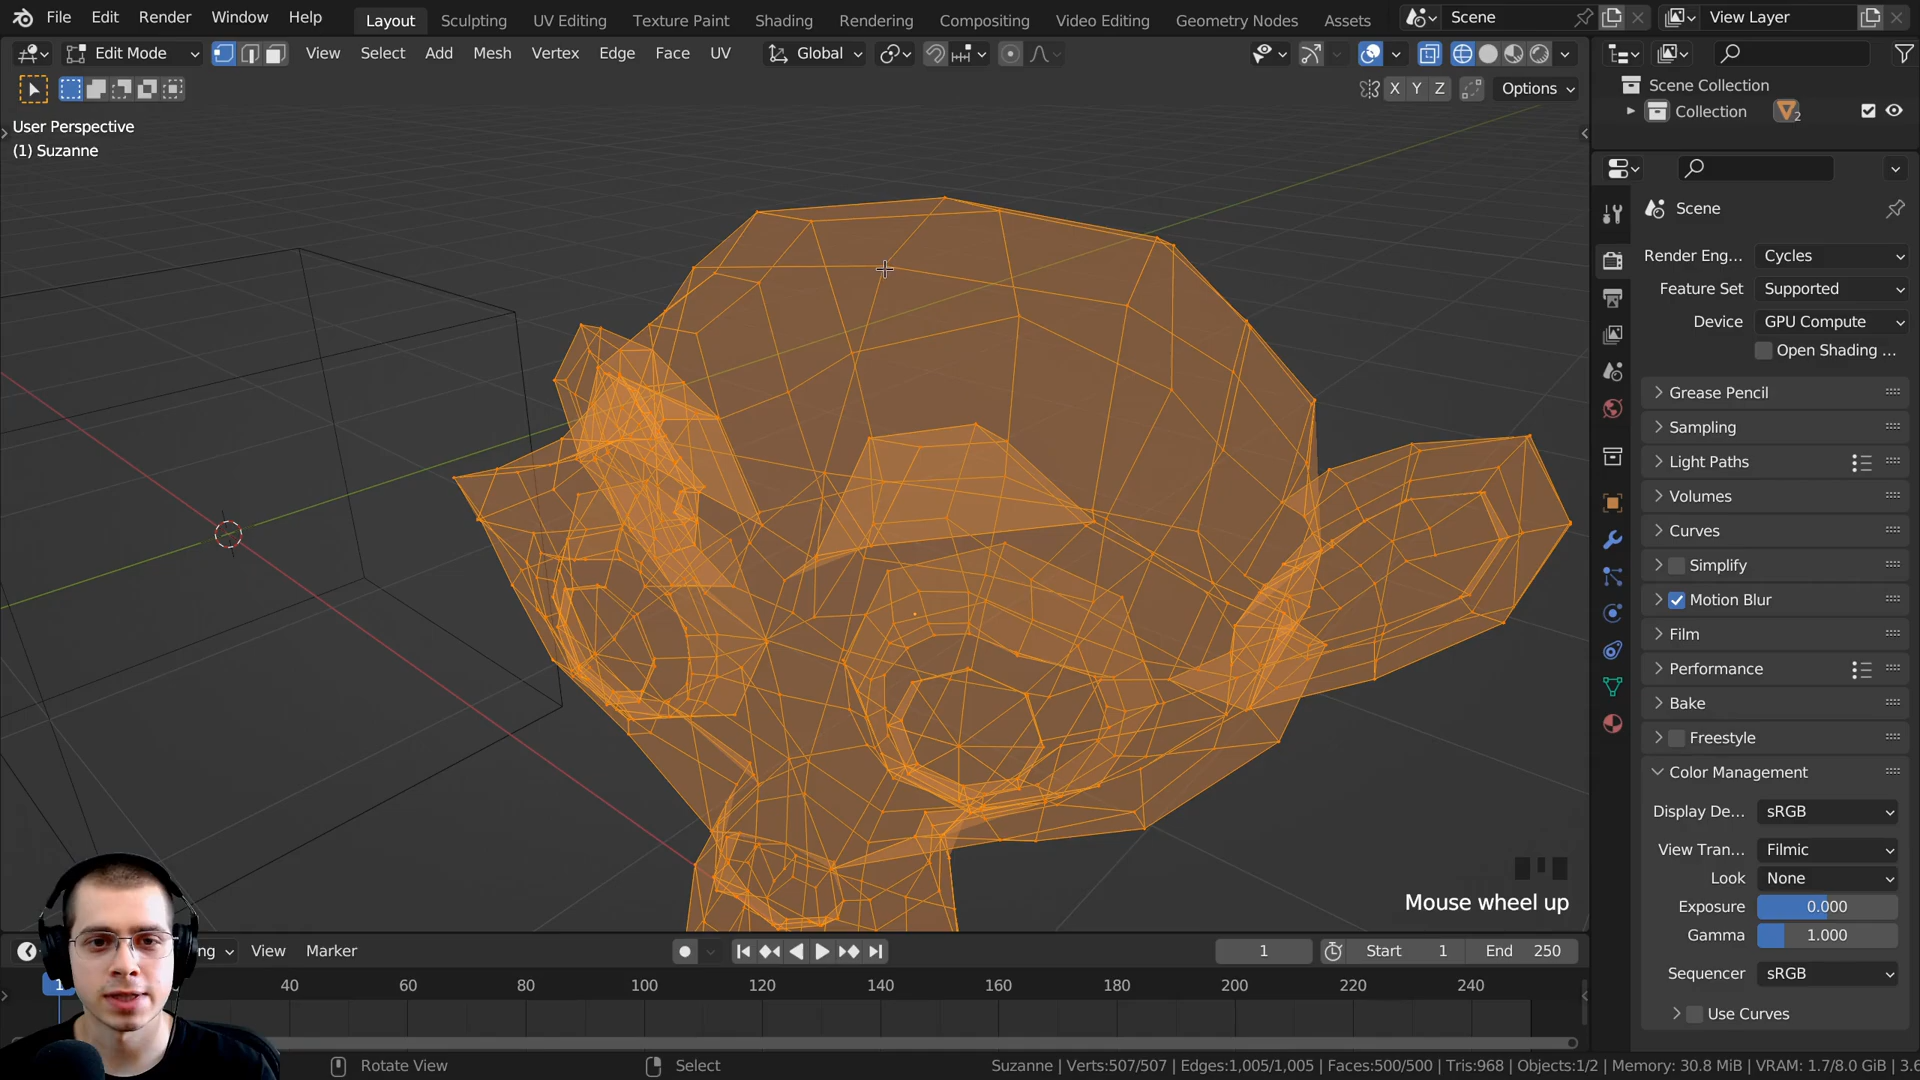 File Edit Render Window Help Layout Sculpting UV Editing Texture Paint Shading Rendering Compositing Video Editing Geometry Nodes Assets Scene View Layer
Edit Mode View Select Add Mesh Vertex Edge Face UV Global
X Y Z Options
User Perspective
(1) Suzanne
Scene Collection
Collection 2
Scene
Render Eng... Cycles
Feature Set Supported
Device GPU Compute
Open Shading ...
Grease Pencil
Sampling
Light Paths
Volumes
Curves
Simplify
Motion Blur
Film
Performance
Bake
Freestyle
Color Management
Display De... sRGB
View Tran... Filmic
Look None
Exposure 0.000
Gamma 1.000
Sequencer sRGB
Use Curves
Mouse wheel up
ng View Marker 1 Start 1 End 250
1 40 60 80 100 120 140 160 180 200 220 240
Rotate View Select Suzanne | Verts:507/507 | Edges:1,005/1,005 | Faces:500/500 | Tris:968 | Objects:1/2 | Memory: 30.8 MiB | VRAM: 1.7/8.0 GiB | 3.6